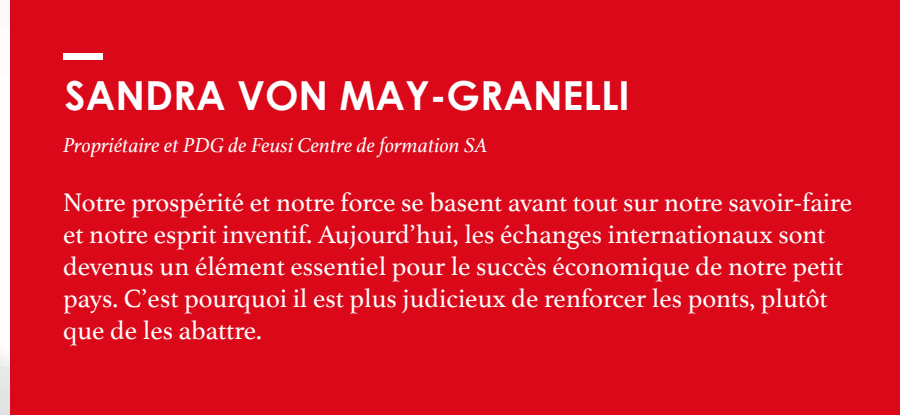 SANDRA VON MAY-GRANELLI
Propriétaire et PDG de Feusi Centre de formation SA
Notre prospérité et notre force se basent avant tout sur notre savoir-faire
et notre esprit inventif. Aujourd’hui, les échanges internationaux sont
devenus un élément essentiel pour le succès économique de notre petit
pays. C’est pourquoi il est plus judicieux de renforcer les ponts, plutôt
que de les abattre.